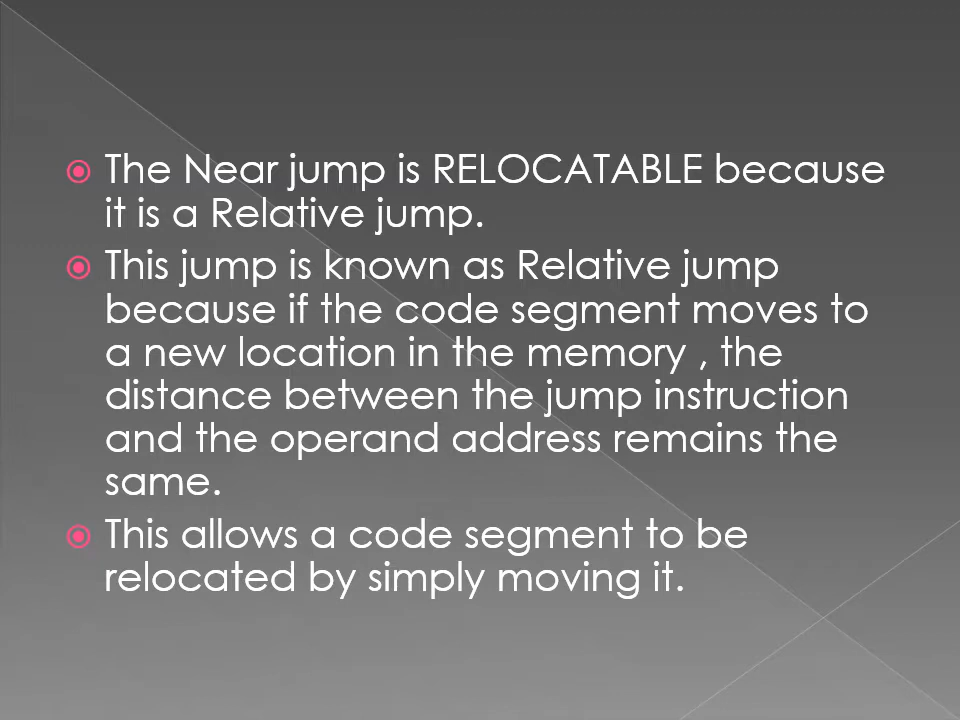 The Near jump is RELOCATABLE because
it is a Relative jump.
This jump is known as Relative jump
because if the code segment moves to
a new location in the memory , the
distance between the jump instruction
and the operand address remains the
same.
This allows a code segment to be
relocated by simply moving it.